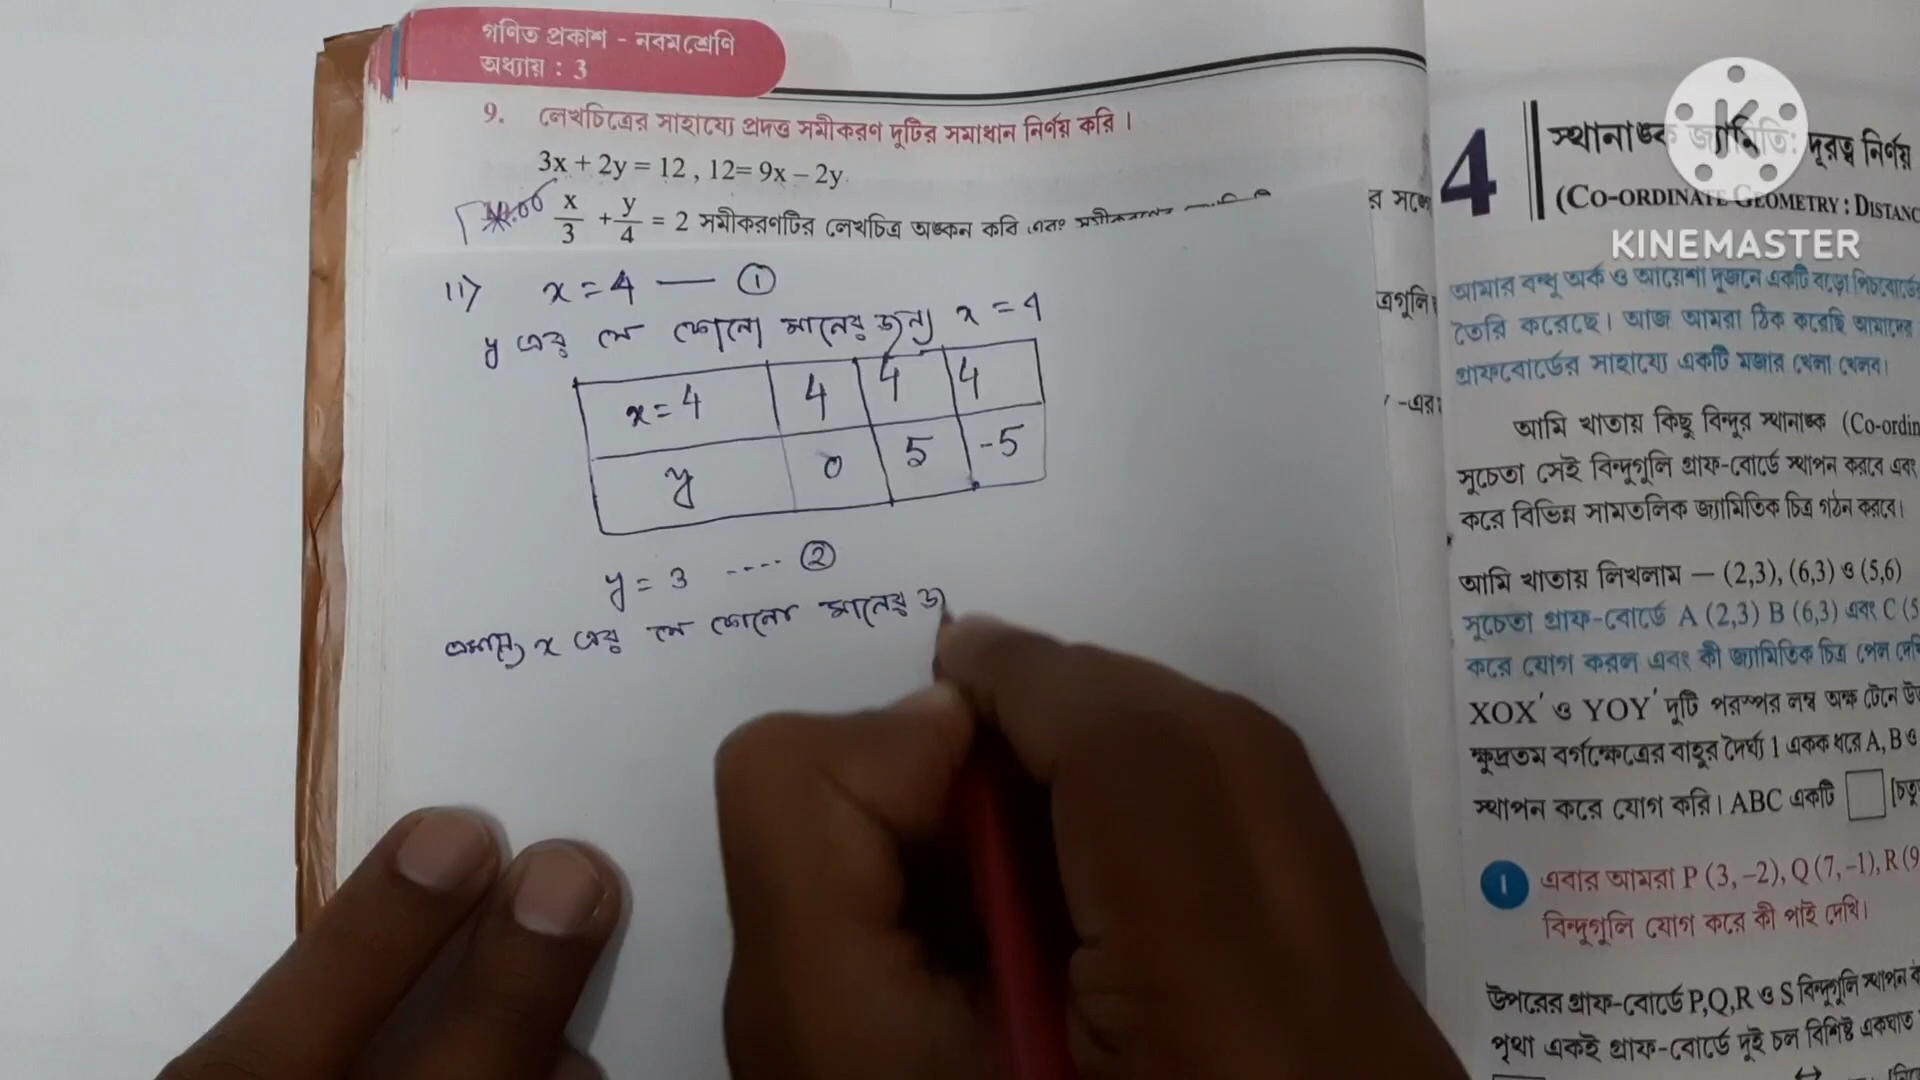 গণিত প্রকাশ - নবমশ্রেণি
অধ্যায় : 3
9. লেখচিত্রের সাহায্যে প্রদত্ত সমীকরণ দুটির সমাধান নির্ণয় করি।
3x + 2y = 12 , 12= 9x – 2y
x/3 + y/4 = 2 সমীকরণটির লেখচিত্র অঙ্কন করি এবং
11) x = 4 — ①
y এর যে কোনো মানের জন্য x = 4
x = 4 4 4 4
y 0 5 -5
y = 3 ---- ②
x এর যে কোনো মানের জ
র সঙ্গে
ত্রগুলি
-এর
4 স্থানাঙ্ক জ্যামিতি: দূরত্ব নির্ণয়
(CO-ORDINATE GEOMETRY : DISTANC
KINEMASTER
আমার বন্ধু অর্ক ও আয়েশা দুজনে একটি বড়ো পিচবোর্ডের
তৈরি করেছে। আজ আমরা ঠিক করেছি আমাদের
গ্রাফবোর্ডের সাহায্যে একটি মজার খেলা খেলব।
আমি খাতায় কিছু বিন্দুর স্থানাঙ্ক (Co-ordin
সুচেতা সেই বিন্দুগুলি গ্রাফ-বোর্ডে স্থাপন করবে এবং
করে বিভিন্ন সামতলিক জ্যামিতিক চিত্র গঠন করবে।
আমি খাতায় লিখলাম — (2,3), (6,3) ও (5,6)
সুচেতা গ্রাফ-বোর্ডে A (2,3) B (6,3) এবং C (5
করে যোগ করল এবং কী জ্যামিতিক চিত্র পেল দেখি
XOX′ ও YOY′ দুটি পরস্পর লম্ব অক্ষ টেনে
ক্ষুদ্রতম বর্গক্ষেত্রের বাহুর দৈর্ঘ্য 1 একক ধরে A, B ও
স্থাপন করে যোগ করি। ABC একটি
1 এবার আমরা P (3, –2), Q (7, –1), R (9
বিন্দুগুলি যোগ করে কী পাই দেখি।
উপরের গ্রাফ-বোর্ডে P,Q,R ও S বিন্দুগুলি স্থাপন ক
পৃথা একই গ্রাফ-বোর্ডে দুই চল বিশিষ্ট একঘাত